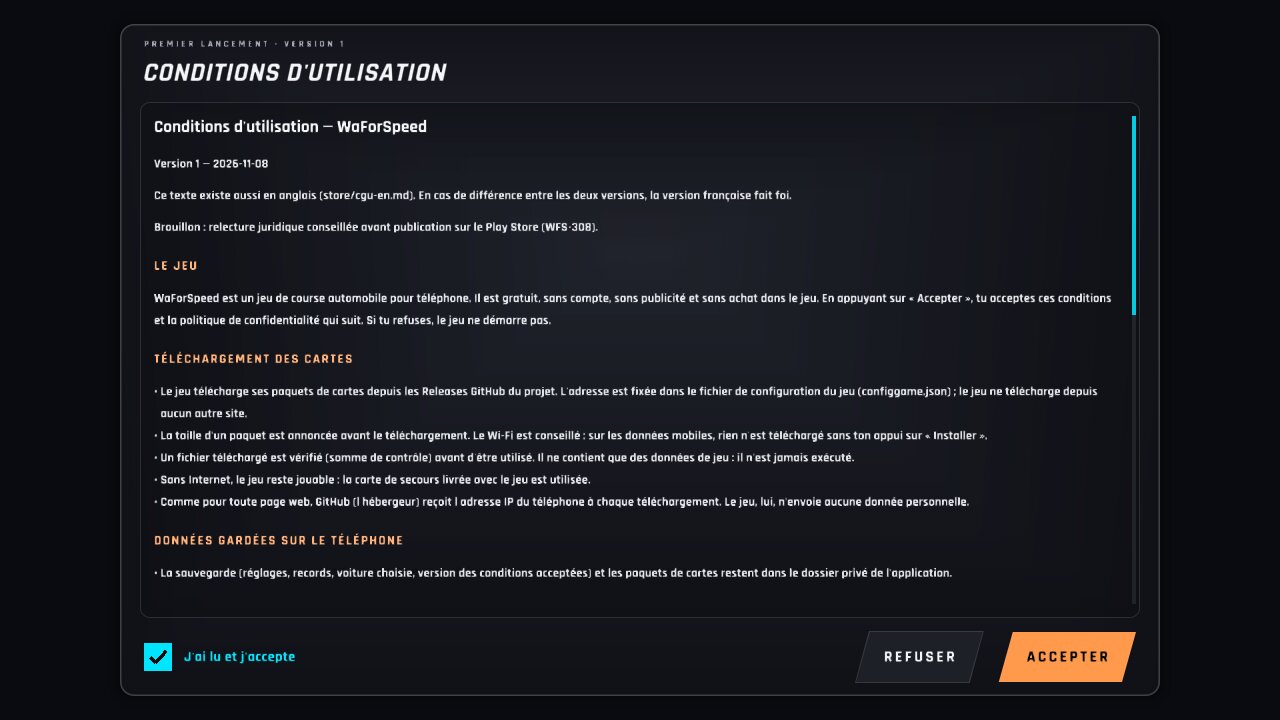 PREMIER LANCEMENT · VERSION 1
CONDITIONS D'UTILISATION
Conditions d'utilisation — WaForSpeed
Version 1 — 2026-11-08
Ce texte existe aussi en anglais (store/cgu-en.md). En cas de différence entre les deux versions, la version française fait foi.
Brouillon : relecture juridique conseillée avant publication sur le Play Store (WFS-308).
LE JEU
WaForSpeed est un jeu de course automobile pour téléphone. Il est gratuit, sans compte, sans publicité et sans achat dans le jeu. En appuyant sur « Accepter », tu acceptes ces conditions
et la politique de confidentialité qui suit. Si tu refuses, le jeu ne démarre pas.
TÉLÉCHARGEMENT DES CARTES
• Le jeu télécharge ses paquets de cartes depuis les Releases GitHub du projet. L'adresse est fixée dans le fichier de configuration du jeu (configgame.json) ; le jeu ne télécharge depuis
aucun autre site.
• La taille d'un paquet est annoncée avant le téléchargement. Le Wi-Fi est conseillé : sur les données mobiles, rien n'est téléchargé sans ton appui sur « Installer ».
• Un fichier téléchargé est vérifié (somme de contrôle) avant d'être utilisé. Il ne contient que des données de jeu : il n'est jamais exécuté.
• Sans Internet, le jeu reste jouable : la carte de secours livrée avec le jeu est utilisée.
• Comme pour toute page web, GitHub (l'hébergeur) reçoit l'adresse IP du téléphone à chaque téléchargement. Le jeu, lui, n'envoie aucune donnée personnelle.
DONNÉES GARDÉES SUR LE TÉLÉPHONE
• La sauvegarde (réglages, records, voiture choisie, version des conditions acceptées) et les paquets de cartes restent dans le dossier privé de l'application.
J'ai lu et j'accepte
REFUSER
ACCEPTER